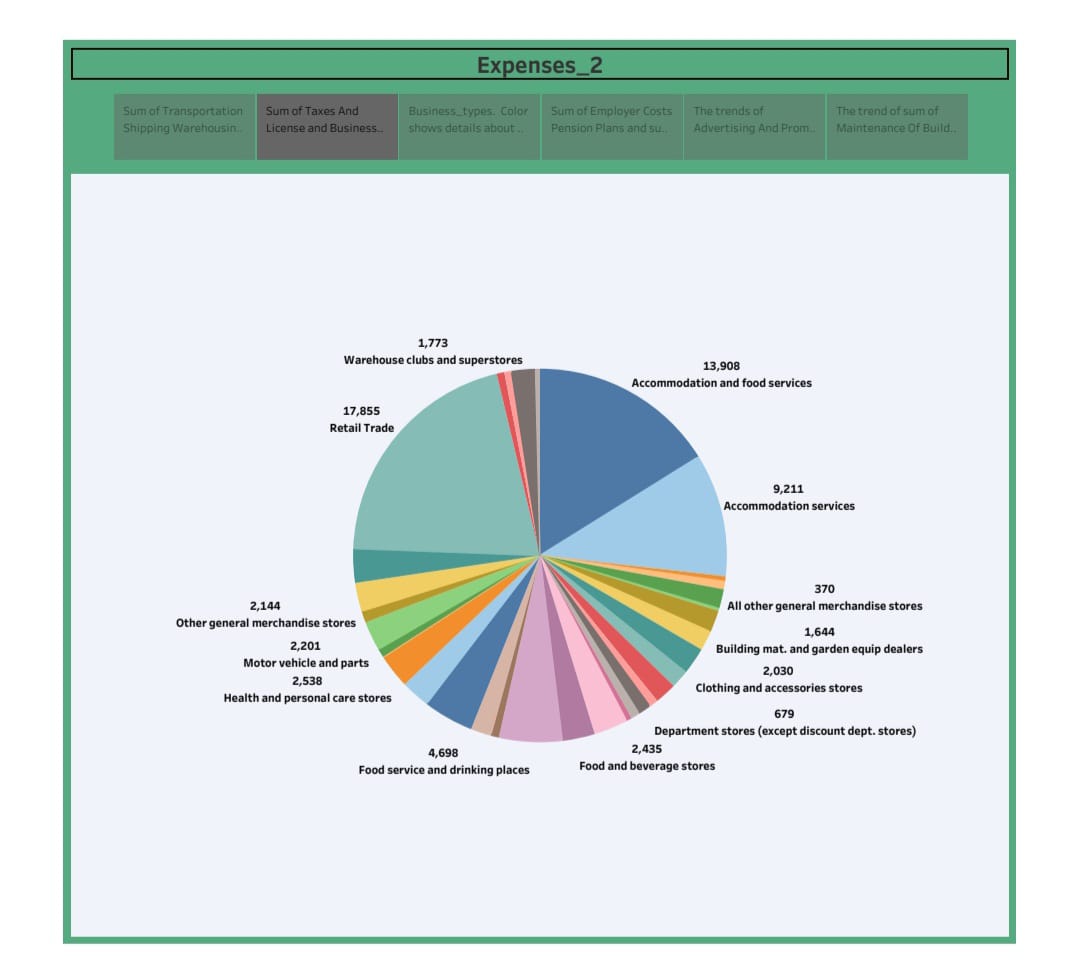 Expenses_2
Sum of Transportation
Shipping Warehousin..
Sum of Taxes And
License and Business..
Business_types. Color
shows details about ..
Sum of Employer Costs
Pension Plans and su..
The trends of
Advertising And Prom..
The trend of sum of
Maintenance Of Build..
1,773
Warehouse clubs and superstores
13,908
Accommodation and food services
17,855
Retail Trade
9,211
Accommodation services
370
All other general merchandise stores
2,144
Other general merchandise stores
1,644
Building mat. and garden equip dealers
2,201
Motor vehicle and parts
2,030
Clothing and accessories stores
2,538
Health and personal care stores
679
Department stores (except discount dept. stores)
4,698
Food service and drinking places
2,435
Food and beverage stores